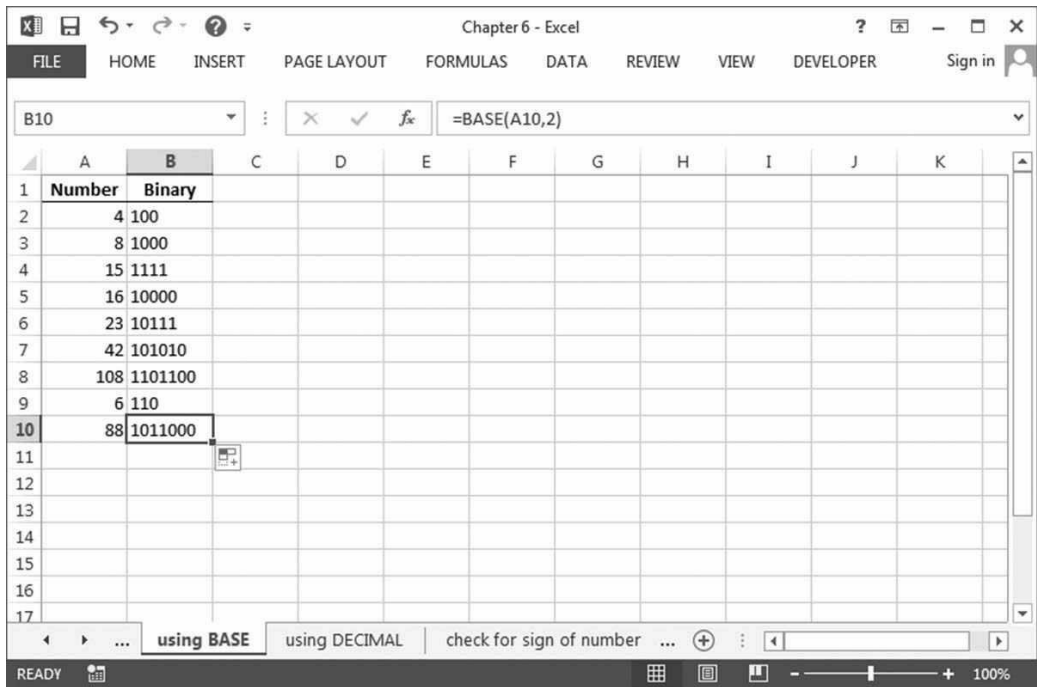 Chapter 6 - Excel ?
FILE HOME INSERT PAGE LAYOUT FORMULAS DATA REVIEW VIEW DEVELOPER Sign in
B10 fx =BASE(A10,2)
A B C D E F G H I J K
1 Number Binary
2 4 100
3 8 1000
4 15 1111
5 16 10000
6 23 10111
7 42 101010
8 108 1101100
9 6 110
10 88 1011000
11
12
13
14
15
16
17
... using BASE using DECIMAL check for sign of number ...
READY 100%